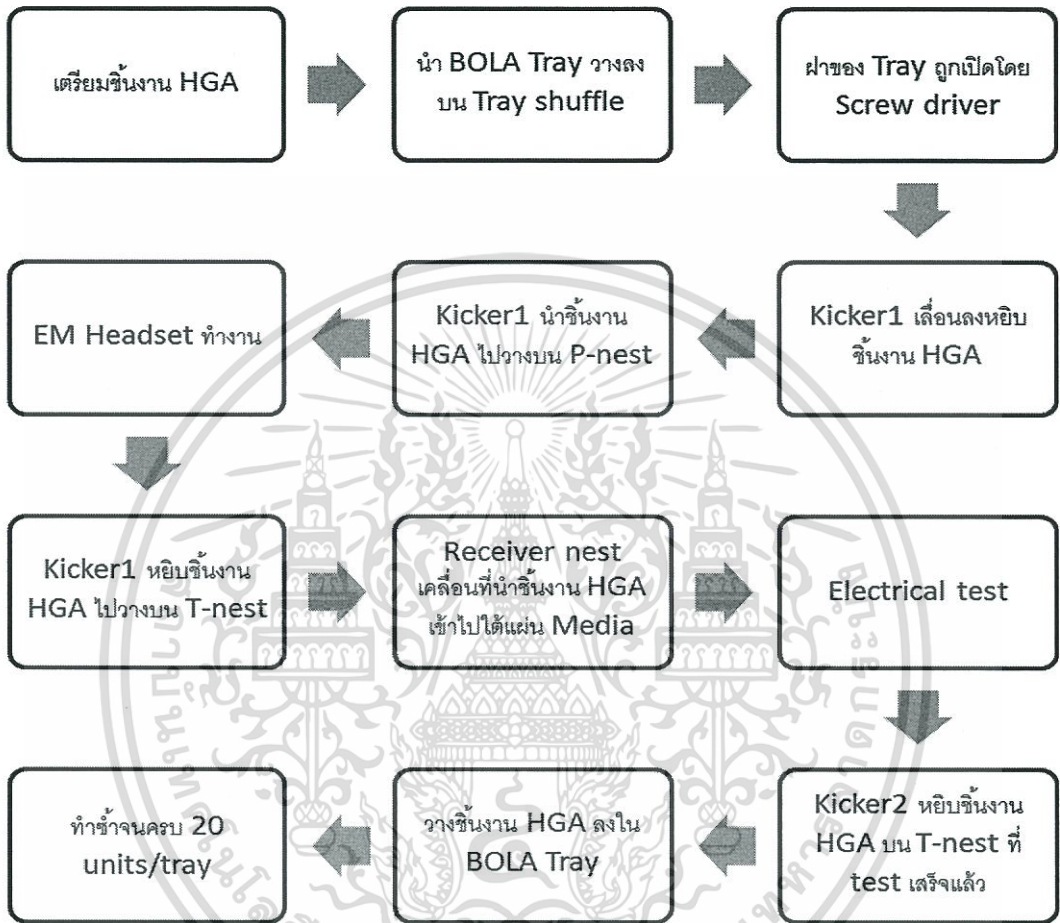 เตรียมชิ้นงาน HGA
นำ BOLA Tray วางลง
บน Tray shuffle
ฝาของ Tray ถูกเปิดโดย
Screw driver
Kicker1 เลื่อนลงหยิบ
ชิ้นงาน HGA
Kicker1 นำชิ้นงาน
HGA ไปวางบน P-nest
EM Headset ทำงาน
Kicker1 หยิบชิ้นงาน
HGA ไปวางบน T-nest
Receiver nest
เคลื่อนที่นำชิ้นงาน HGA
เข้าไปใต้แผ่น Media
Electrical test
Kicker2 หยิบชิ้นงาน
HGA บน T-nest ที่
test เสร็จแล้ว
วางชิ้นงาน HGA ลงใน
BOLA Tray
ทำซ้ำจนครบ 20
units/tray